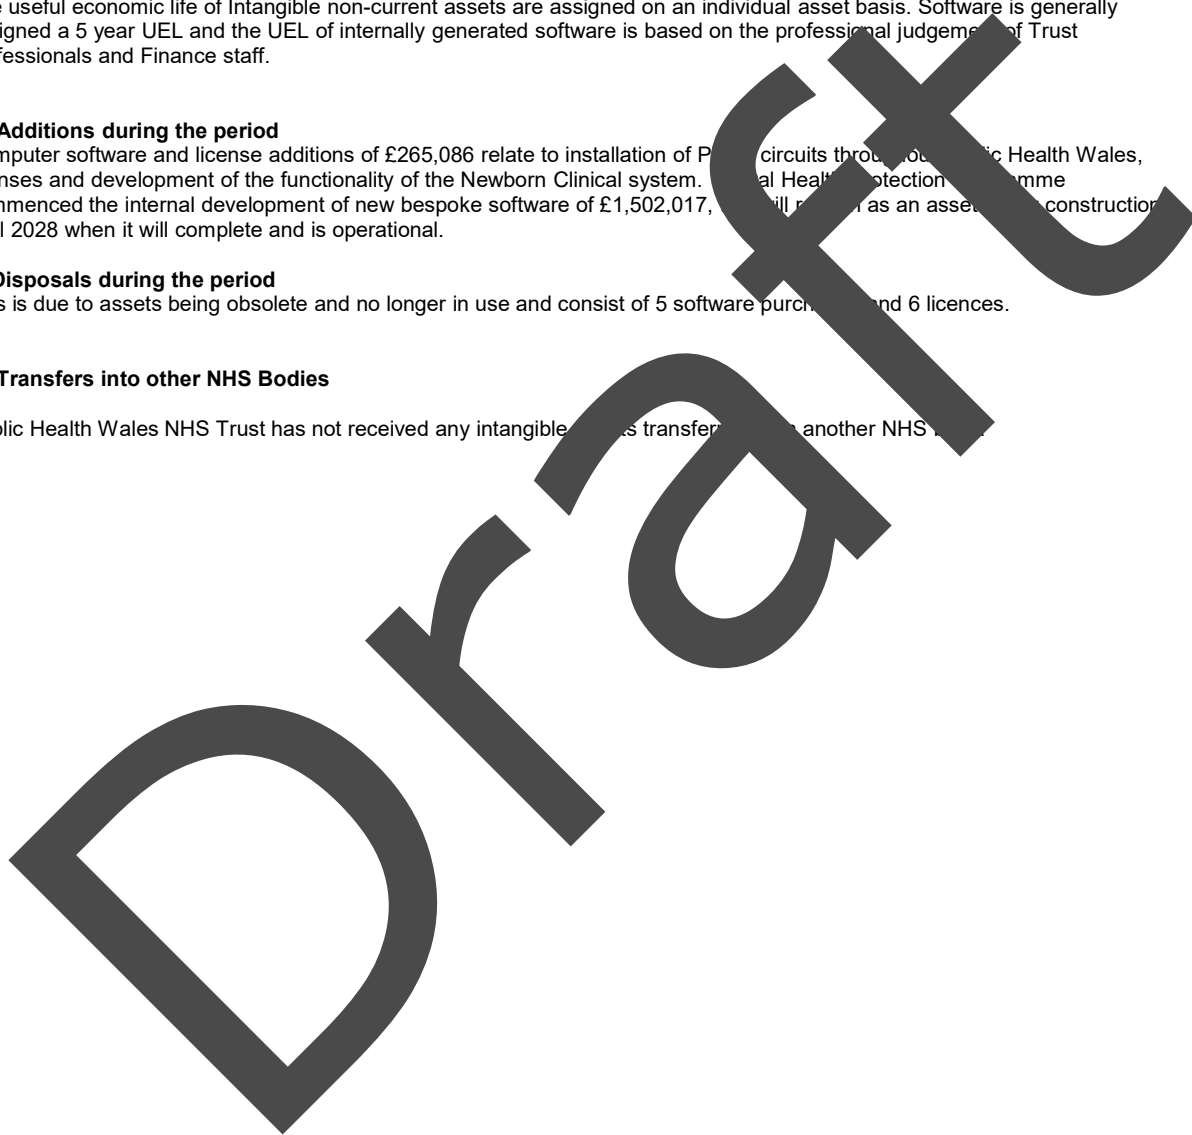 useful economic life of Intangible non-current assets are assigned on an individual asset basis. Software is generally
igned a 5 year UEL and the UEL of internally generated software is based on the professional judgeme of Trust
fessionals and Finance staff.
Additions during the period
mputer software and license additions of £265,086 relate to installation of P circuits throughout ic Health Wales,
nses and development of the functionality of the Newborn Clinical system. al Health otection amme
menced the internal development of new bespoke software of £1,502,017, ill as an asset construction
l 2028 when it will complete and is operational.
Disposals during the period
s is due to assets being obsolete and no longer in use and consist of 5 software purch nd 6 licences.
Transfers into other NHS Bodies
lic Health Wales NHS Trust has not received any intangible s transfer another NHS
Draft